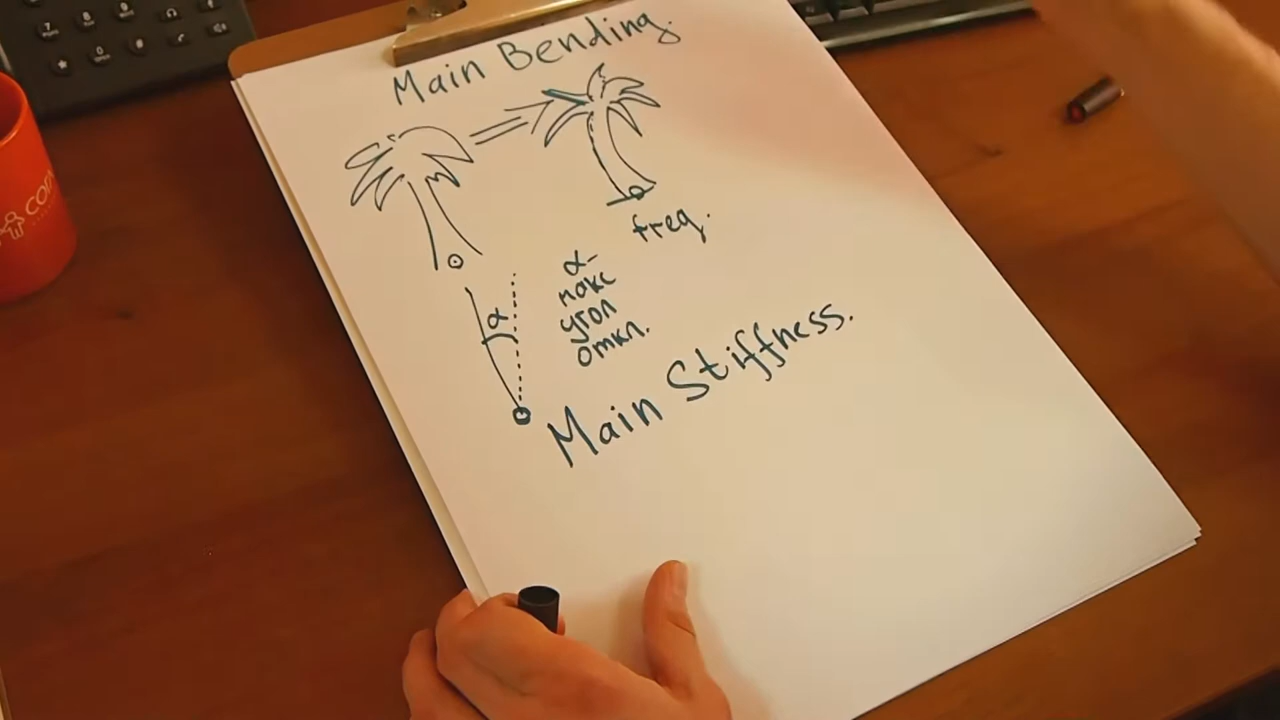 Main Bending.
freq.
α-
макс
угол
откл.
α
Main Stiffness.